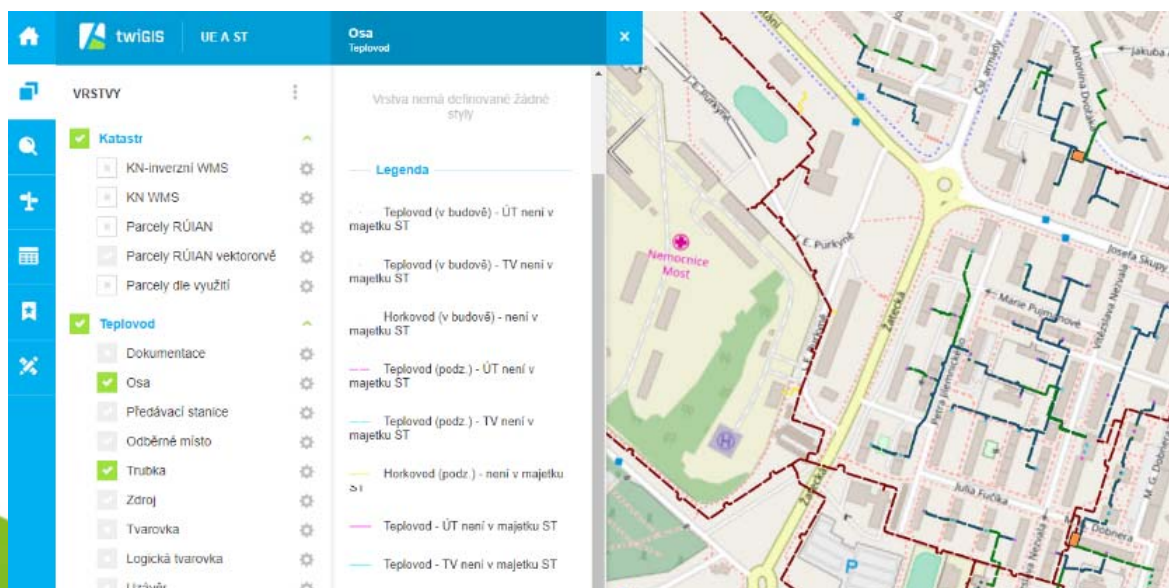 twiGIS
UE A ST
VRSTVY
Katastr
KN-inverzní WMS
KN WMS
Parcely RÚIAN
Parcely RÚIAN vektororvě
Parcely dle využití
Teplovod
Dokumentace
Osa
Předávací stanice
Odběrné místo
Trubka
Zdroj
Tvarovka
Logická tvarovka
Uzávěr
Osa
Teplovod
×
Vrstva nemá definované žádné
styly
Legenda
Teplovod (v budově) - ÚT není v
majetku ST
Teplovod (v budově) - TV není v
majetku ST
Horkovod (v budově) - není v
majetku ST
Teplovod (podz.) - ÚT není v
majetku ST
Teplovod (podz.) - TV není v
majetku ST
Horkovod (podz.) - není v majetku
ST
Teplovod - ÚT není v majetku ST
Teplovod - TV není v majetku ST
J. E. Purkyně
Čs. armády
Antonína Dvořáka
Jakuba
J. E. Purkyně
Nemocnice
Most
Josefa Skupy
Žatecká
Marie Pujmanové
Vítězslava Nezvala
J. E. Purkyně
Petra Jilemnického
H
Julia Fučíka
M. G. Dobnera
Žatecká
M. G. Dobnera
P